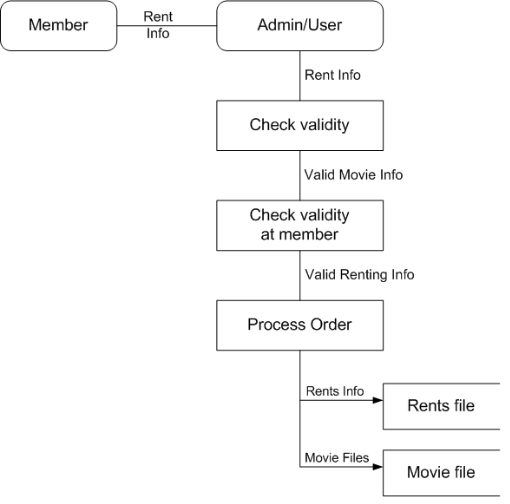 Member
Rent
Info
Admin/User
Rent Info
Check validity
Valid Movie Info
Check validity
at member
Valid Renting Info
Process Order
Rents Info
Rents file
Movie Files
Movie file